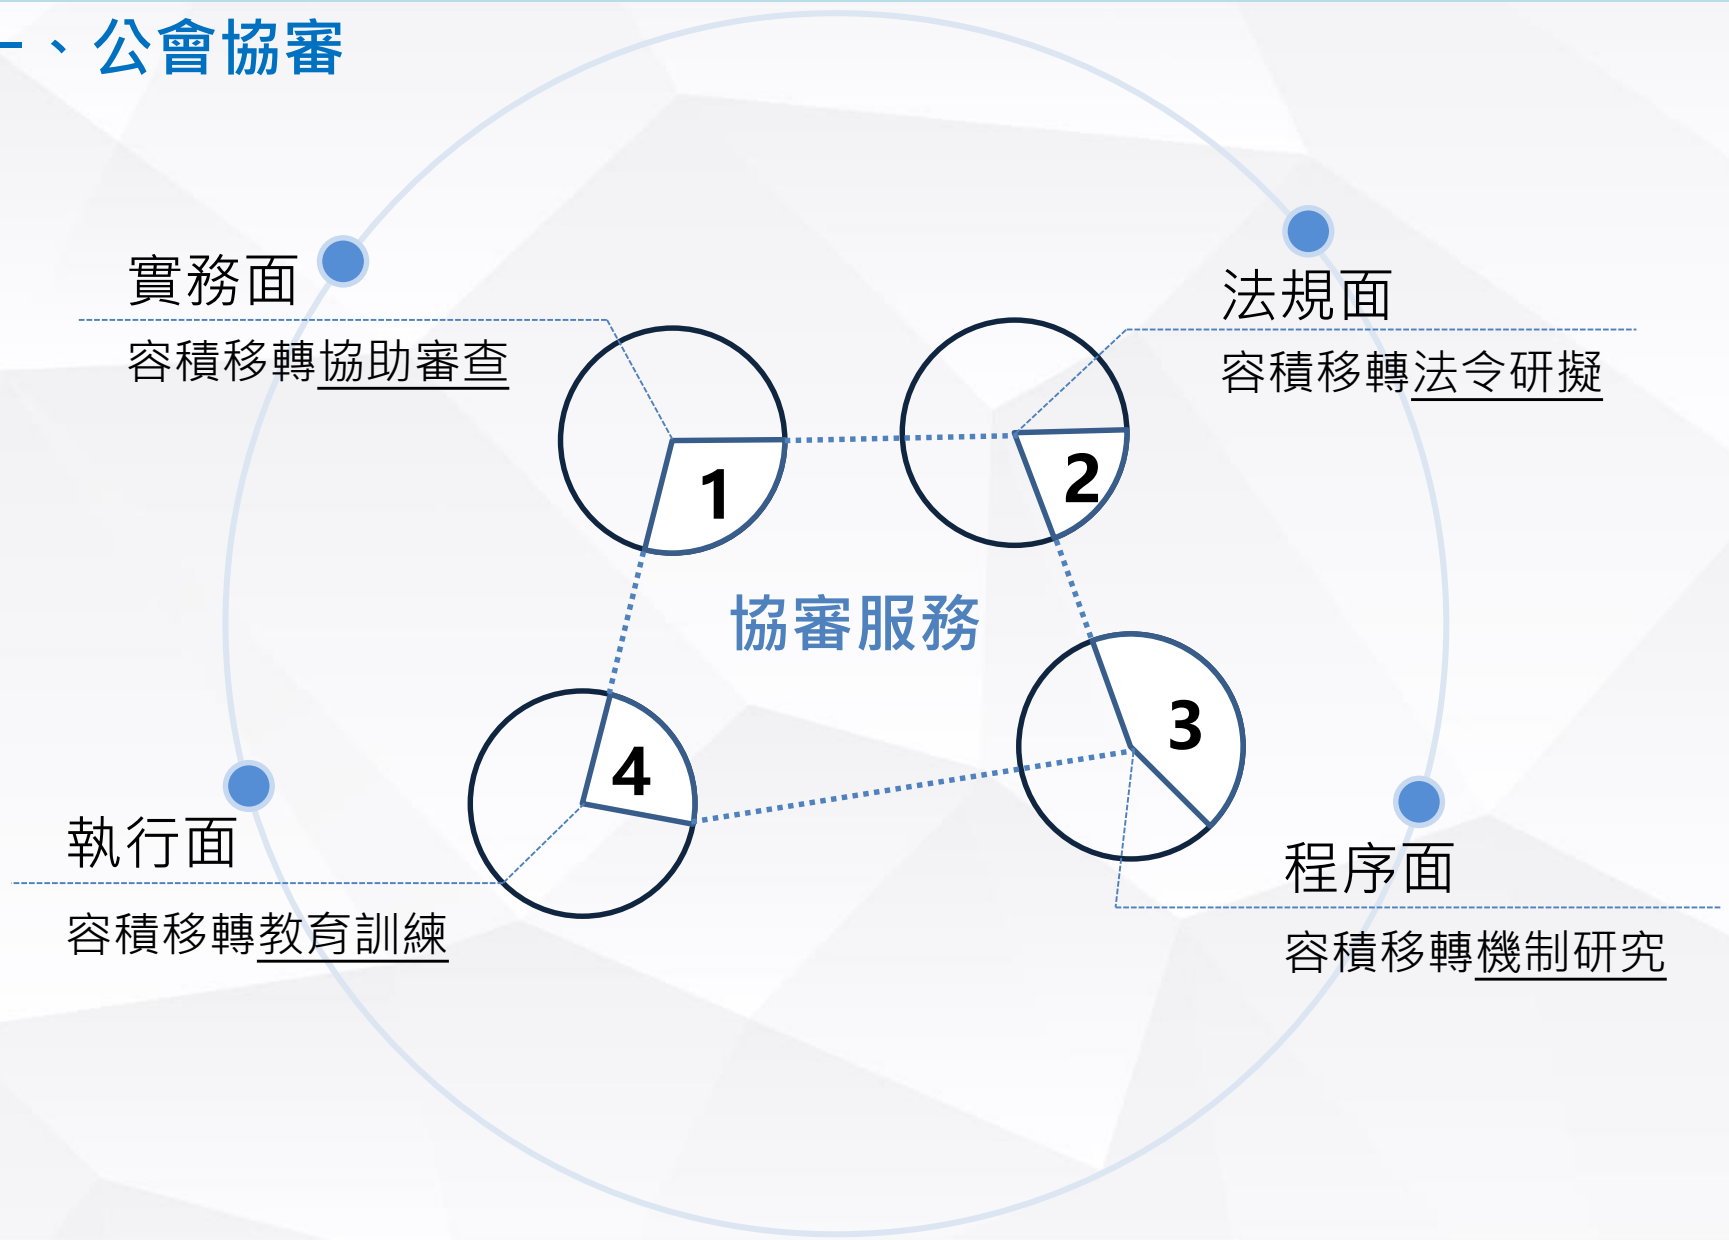 一、公會協審
實務面
容積移轉協助審查
法規面
容積移轉法令研擬
1
2
協審服務
3
4
執行面
容積移轉教育訓練
程序面
容積移轉機制研究